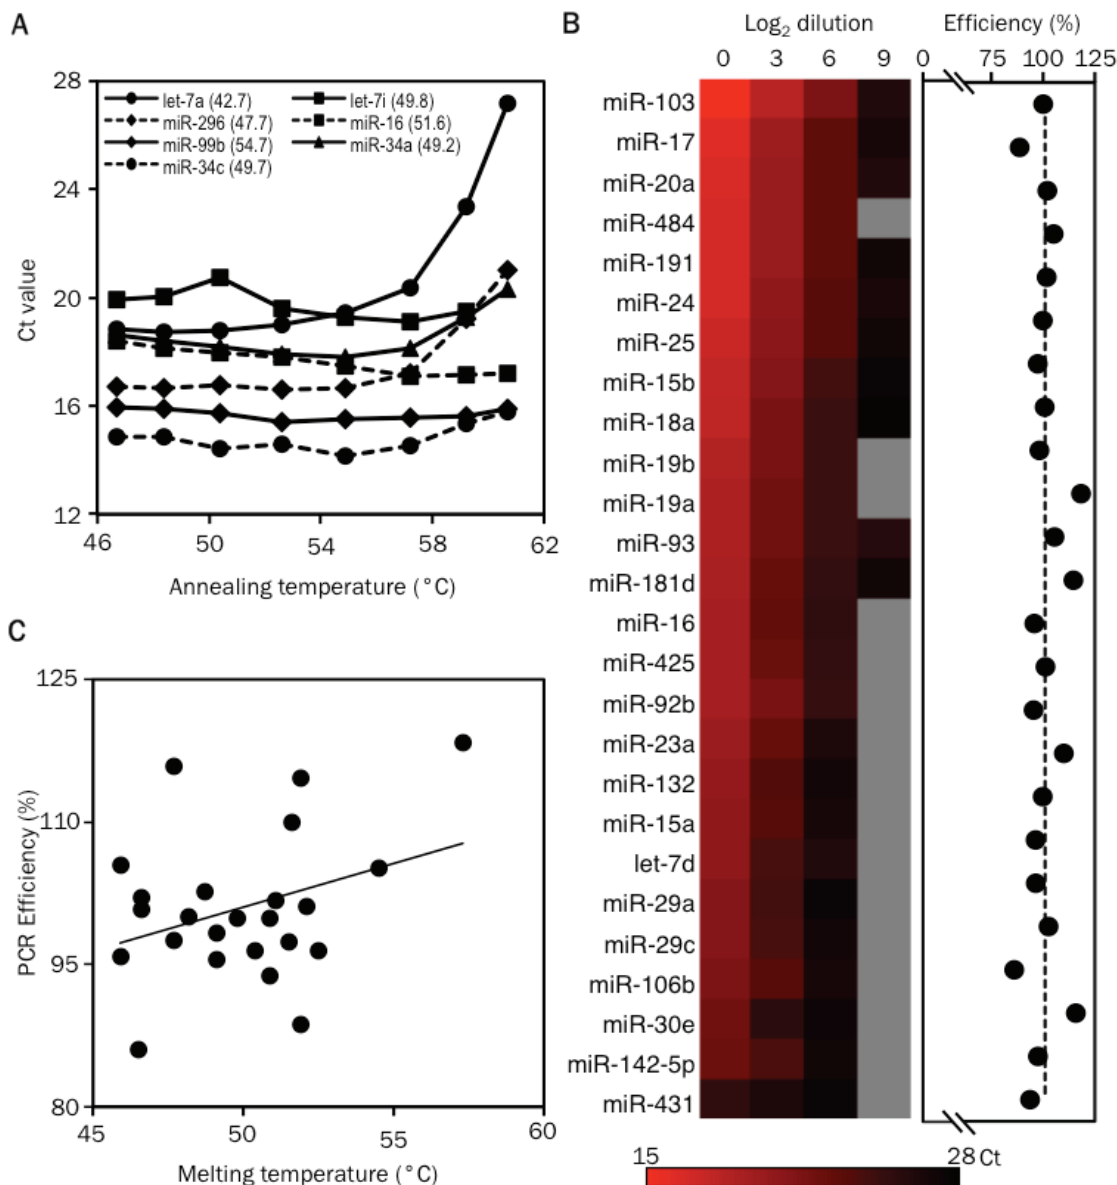 A
28
24
20
16
12
Ct value
let-7a (42.7)
let-7i (49.8)
miR-296 (47.7)
miR-16 (51.6)
miR-99b (54.7)
miR-34a (49.2)
miR-34c (49.7)
46 50 54 58 62
Annealing temperature (°C)
B
Log2 dilution
0 3 6 9
Efficiency (%)
0 75 100 125
miR-103
miR-17
miR-20a
miR-484
miR-191
miR-24
miR-25
miR-15b
miR-18a
miR-19b
miR-19a
miR-93
miR-181d
miR-16
miR-425
miR-92b
miR-23a
miR-132
miR-15a
let-7d
miR-29a
miR-29c
miR-106b
miR-30e
miR-142-5p
miR-431
15 28 Ct
C
125
110
95
80
PCR Efficiency (%)
45 50 55 60
Melting temperature (°C)